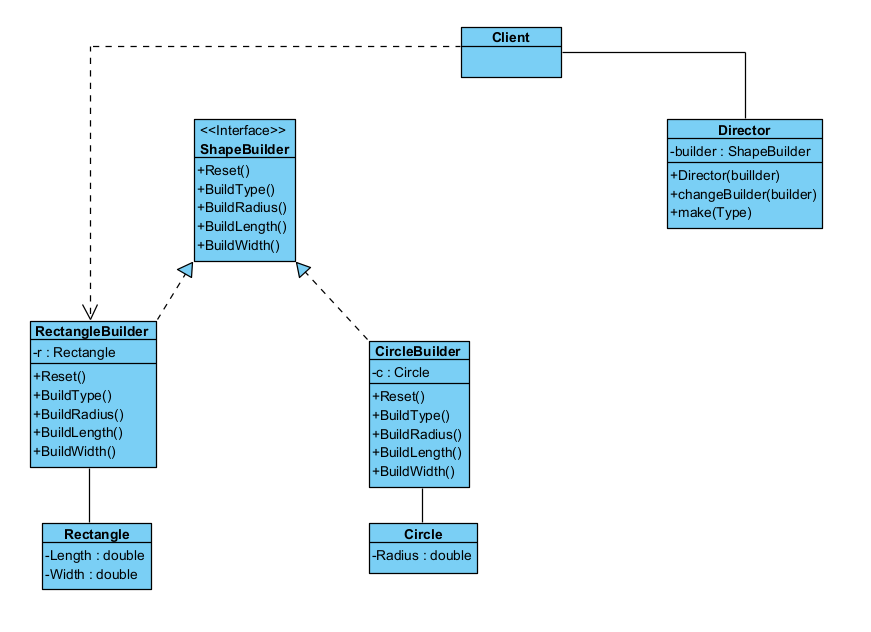 Client
<<Interface>>
ShapeBuilder
+Reset()
+BuildType()
+BuildRadius()
+BuildLength()
+BuildWidth()
Director
-builder : ShapeBuilder
+Director(buillder)
+changeBuilder(builder)
+make(Type)
RectangleBuilder
-r : Rectangle
+Reset()
+BuildType()
+BuildRadius()
+BuildLength()
+BuildWidth()
CircleBuilder
-c : Circle
+Reset()
+BuildType()
+BuildRadius()
+BuildLength()
+BuildWidth()
Rectangle
-Length : double
-Width : double
Circle
-Radius : double